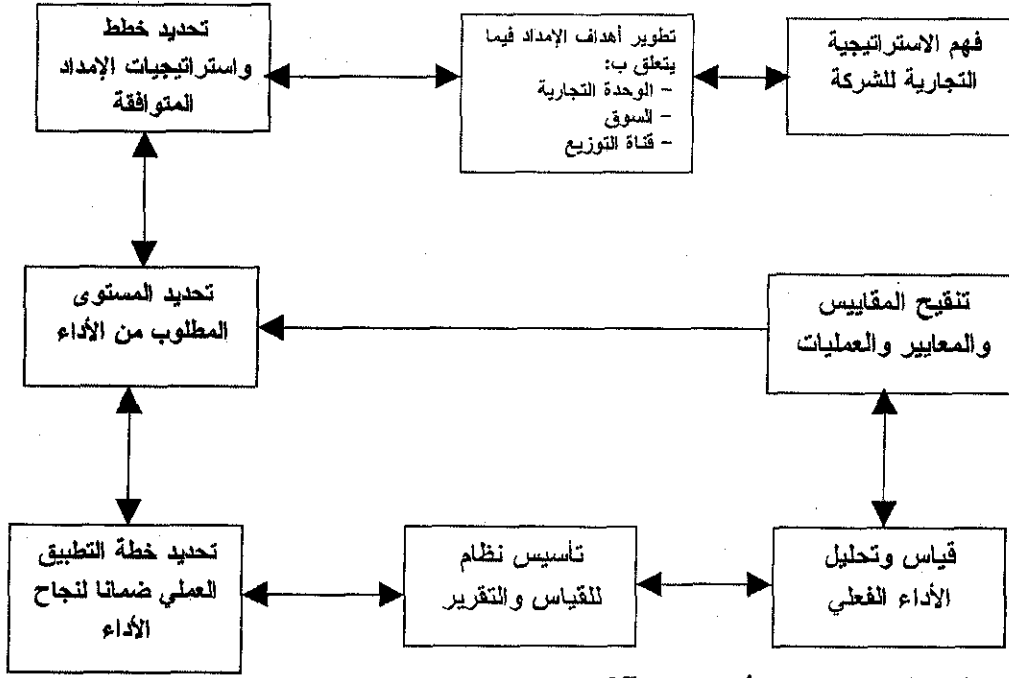 فهم الاستراتيجية
التجارية للشركة
تطوير أهداف الإمداد فيما
يتعلق ب:
- الوحدة التجارية
- السوق
- قناة التوزيع
تحديد خطط
واستراتيجيات الإمداد
المتوافقة
تنقيح المقاييس
والمعايير والعمليات
تحديد المستوى
المطلوب من الأداء
قياس وتحليل
الأداء الفعلي
تأسيس نظام
للقياس والتقرير
تحديد خطة التطبيق
العملي ضمانا لنجاح
الأداء